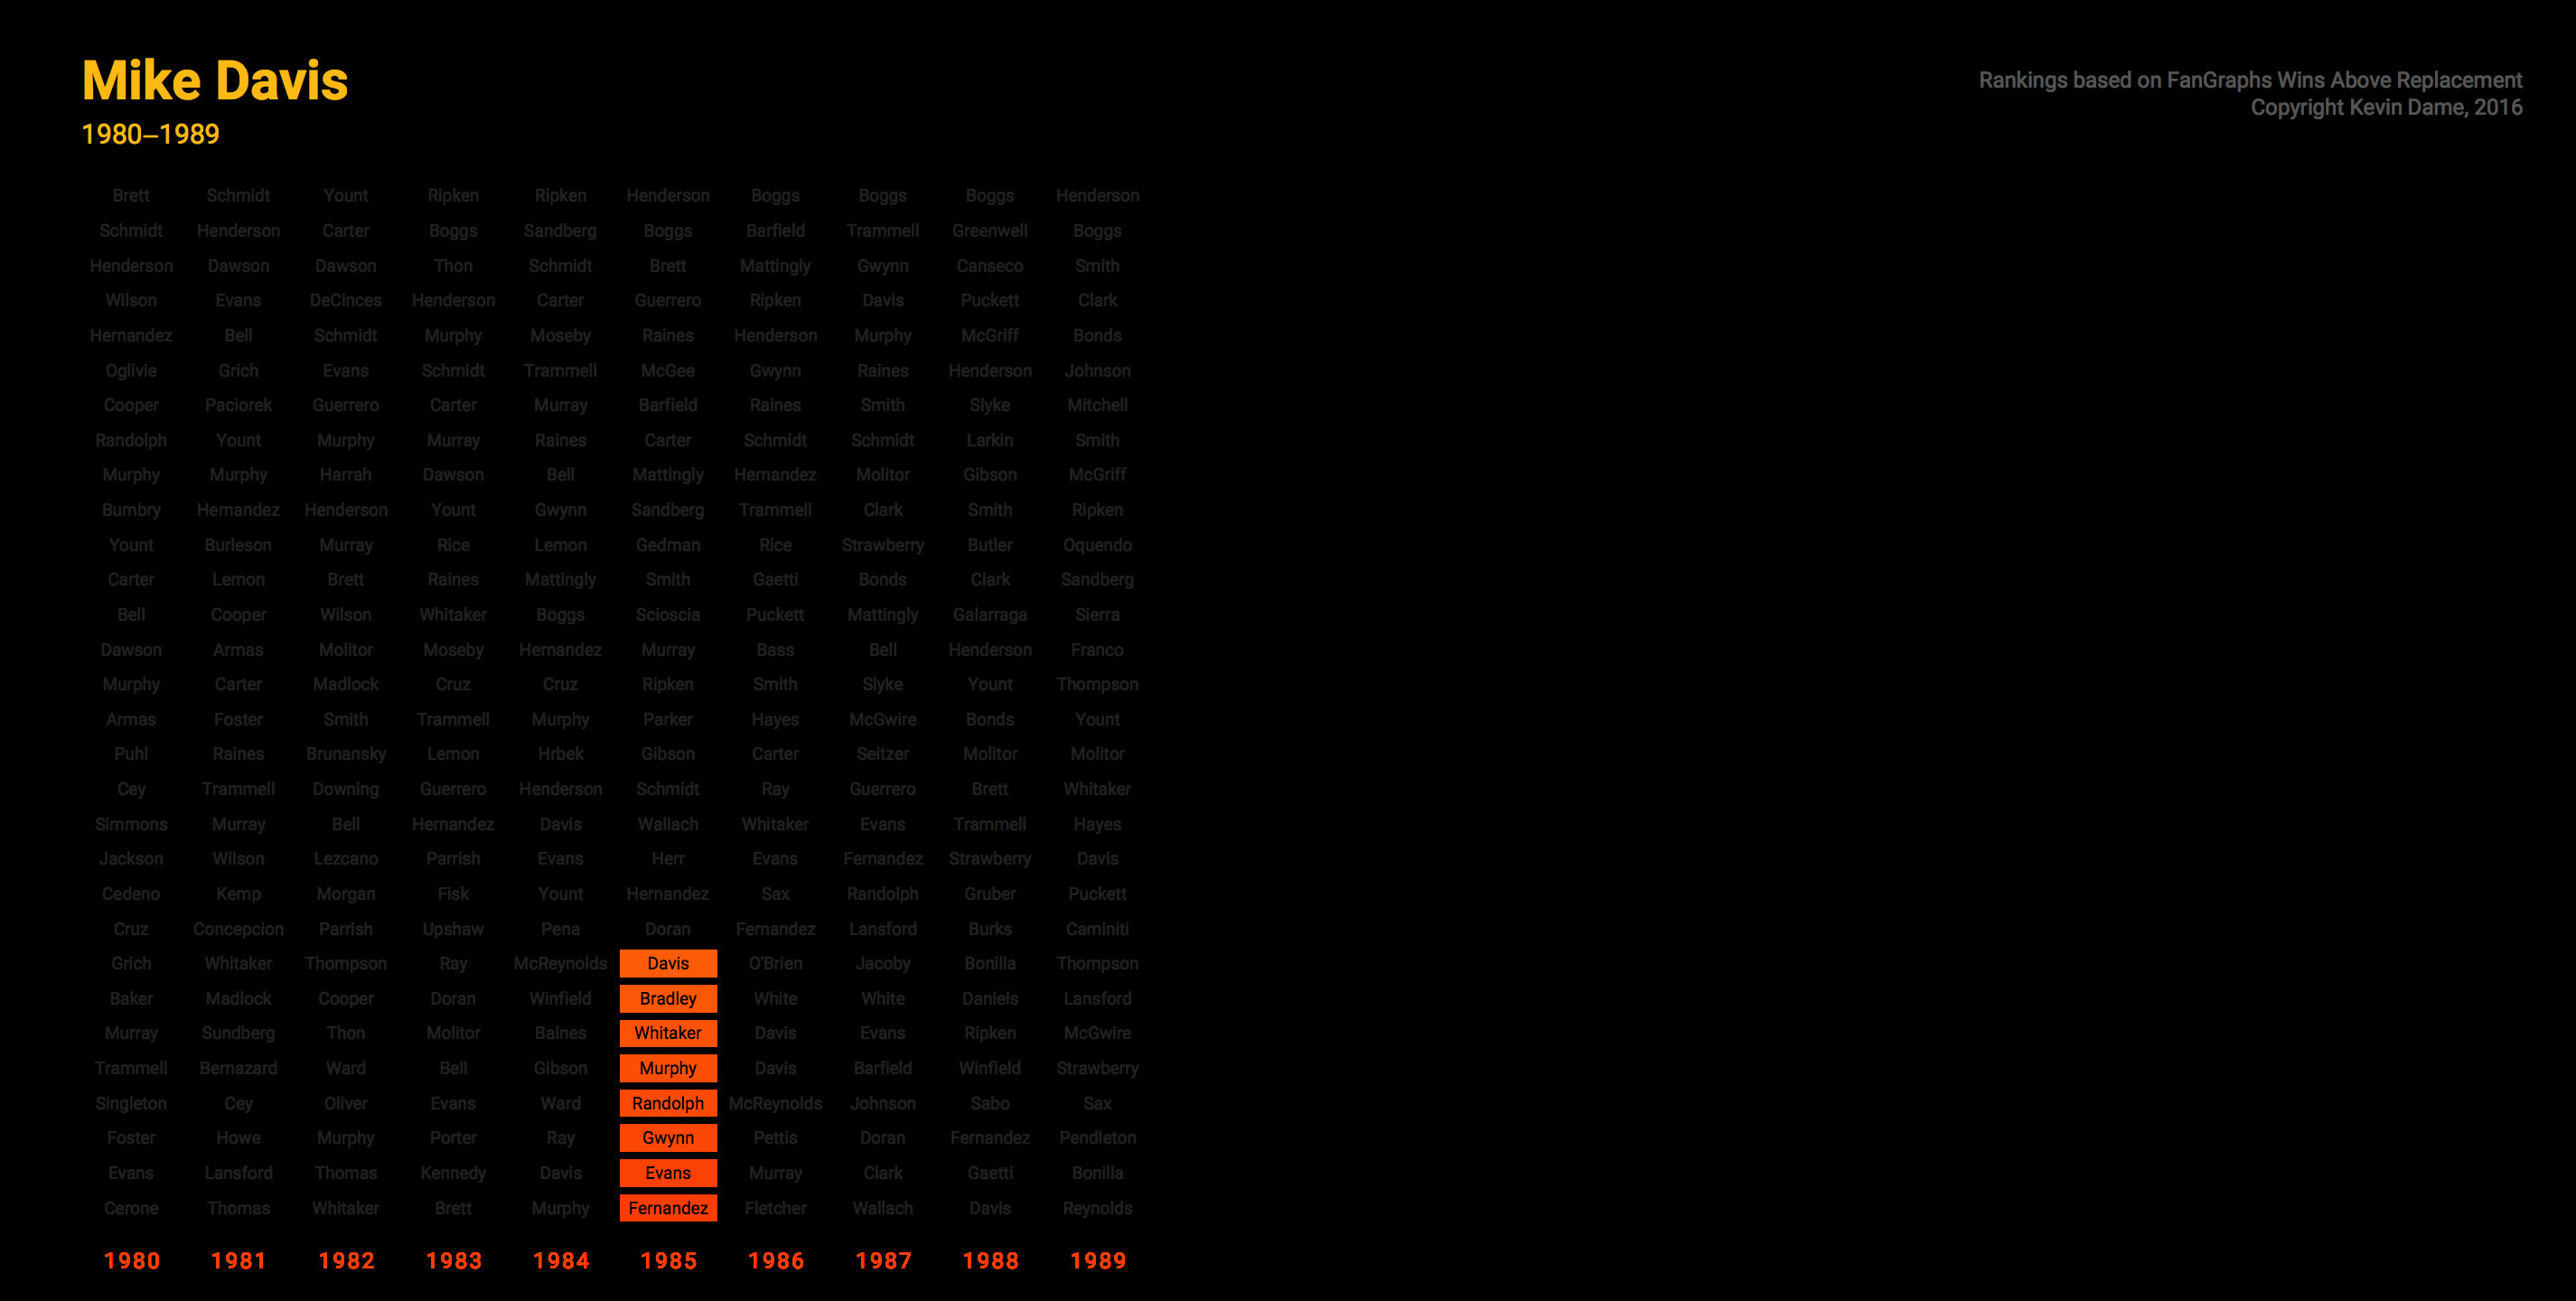 Mike Davis
1980–1989
Rankings based on FanGraphs Wins Above Replacement
Copyright Kevin Dame, 2016
Brett Schmidt Yount Ripken Ripken Henderson Boggs Boggs Boggs Henderson
Schmidt Henderson Carter Boggs Sandberg Boggs Barfield Trammell Greenwell Boggs
Henderson Dawson Dawson Thon Schmidt Brett Mattingly Gwynn Canseco Smith
Wilson Evans DeCinces Henderson Carter Guerrero Ripken Davis Puckett Clark
Hernandez Bell Schmidt Murphy Moseby Raines Henderson Murphy McGriff Bonds
Oglivie Grich Evans Schmidt Trammell McGee Gwynn Raines Henderson Johnson
Cooper Paciorek Guerrero Carter Murray Barfield Raines Smith Slyke Mitchell
Randolph Yount Murphy Murray Raines Carter Schmidt Schmidt Larkin Smith
Murphy Murphy Harrah Dawson Bell Mattingly Hernandez Molitor Gibson McGriff
Bumbry Hernandez Henderson Yount Gwynn Sandberg Trammell Clark Smith Ripken
Yount Burleson Murray Rice Lemon Gedman Rice Strawberry Butler Oquendo
Carter Lemon Brett Raines Mattingly Smith Gaetti Bonds Clark Sandberg
Bell Cooper Wilson Whitaker Boggs Scioscia Puckett Mattingly Galarraga Sierra
Dawson Armas Molitor Moseby Hernandez Murray Bass Bell Henderson Franco
Murphy Carter Madlock Cruz Cruz Ripken Smith Slyke Yount Thompson
Armas Foster Smith Trammell Murphy Parker Hayes McGwire Bonds Yount
Puhl Raines Brunansky Lemon Hrbek Gibson Carter Seitzer Molitor Molitor
Cey Trammell Downing Guerrero Henderson Schmidt Ray Guerrero Brett Whitaker
Simmons Murray Bell Hernandez Davis Wallach Whitaker Evans Trammell Hayes
Jackson Wilson Lezcano Parrish Evans Herr Evans Fernandez Strawberry Davis
Cedeno Kemp Morgan Fisk Yount Hernandez Sax Randolph Gruber Puckett
Cruz Concepcion Parrish Upshaw Pena Doran Fernandez Lansford Burks Caminiti
Grich Whitaker Thompson Ray McReynolds Davis O'Brien Jacoby Bonilla Thompson
Baker Madlock Cooper Doran Winfield Bradley White White Daniels Lansford
Murray Sundberg Thon Molitor Baines Whitaker Davis Evans Ripken McGwire
Trammell Bernazard Ward Bell Gibson Murphy Davis Barfield Winfield Strawberry
Singleton Cey Oliver Evans Ward Randolph McReynolds Johnson Sabo Sax
Foster Howe Murphy Porter Ray Gwynn Pettis Doran Fernandez Pendleton
Evans Lansford Thomas Kennedy Davis Evans Murray Clark Gaetti Bonilla
Cerone Thomas Whitaker Brett Murphy Fernandez Fletcher Wallach Davis Reynolds
1980 1981 1982 1983 1984 1985 1986 1987 1988 1989